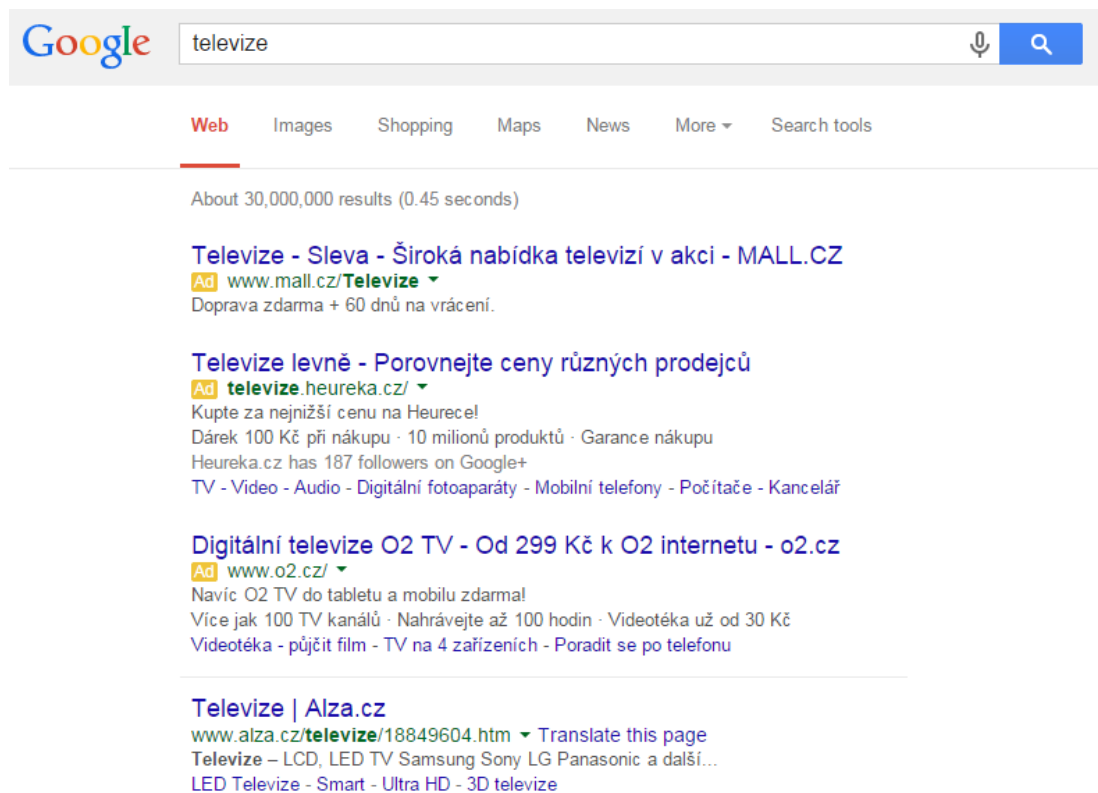 Google
televize
Web Images Shopping Maps News More Search tools
About 30,000,000 results (0.45 seconds)
Televize - Sleva - Široká nabídka televizí v akci - MALL.CZ
Ad www.mall.cz/Televize
Doprava zdarma + 60 dnů na vrácení.
Televize levně - Porovnejte ceny různých prodejců
Ad televize.heureka.cz/
Kupte za nejnižší cenu na Heurece!
Dárek 100 Kč při nákupu · 10 milionů produktů · Garance nákupu
Heureka.cz has 187 followers on Google+
TV - Video - Audio - Digitální fotoaparáty - Mobilní telefony - Počítače - Kancelář
Digitální televize O2 TV - Od 299 Kč k O2 internetu - o2.cz
Ad www.o2.cz/
Navíc O2 TV do tabletu a mobilu zdarma!
Více jak 100 TV kanálů · Nahrávejte až 100 hodin · Videotéka už od 30 Kč
Videotéka - půjčit film - TV na 4 zařízeních - Poradit se po telefonu
Televize | Alza.cz
www.alza.cz/televize/18849604.htm Translate this page
Televize – LCD, LED TV Samsung Sony LG Panasonic a další...
LED Televize - Smart - Ultra HD - 3D televize